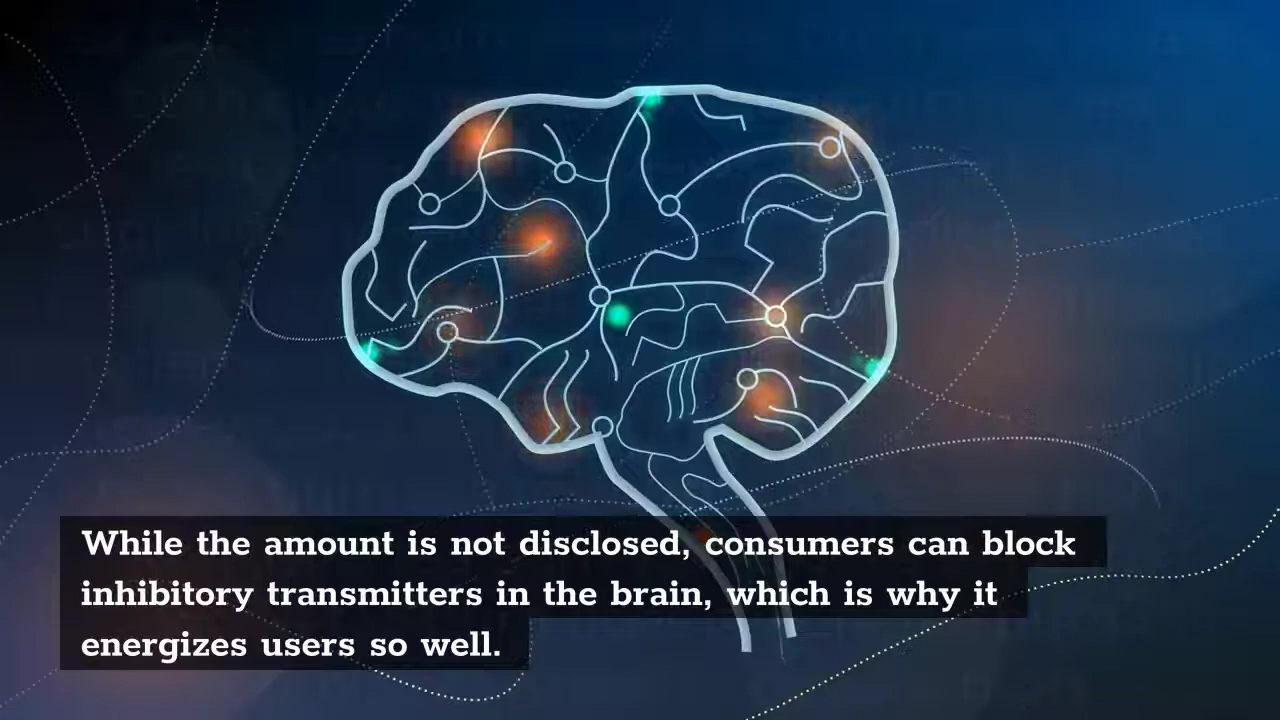 While the amount is not disclosed, consumers can block
inhibitory transmitters in the brain, which is why it
energizes users so well.